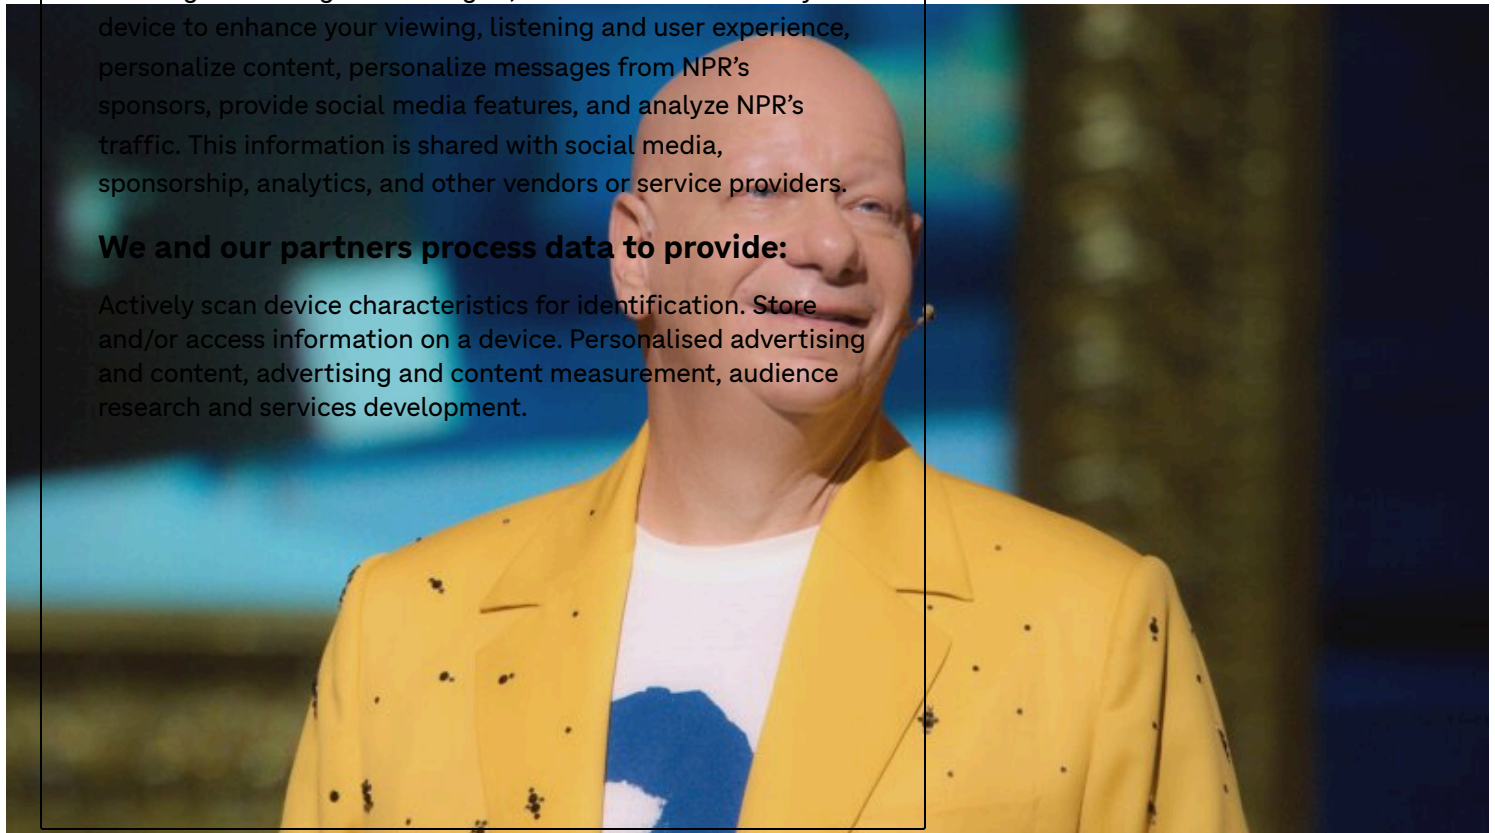 device to enhance your viewing, listening and user experience,
personalize content, personalize messages from NPR’s
sponsors, provide social media features, and analyze NPR’s
traffic. This information is shared with social media,
sponsorship, analytics, and other vendors or service providers.
We and our partners process data to provide:
Actively scan device characteristics for identification. Store
and/or access information on a device. Personalised advertising
and content, advertising and content measurement, audience
research and services development.